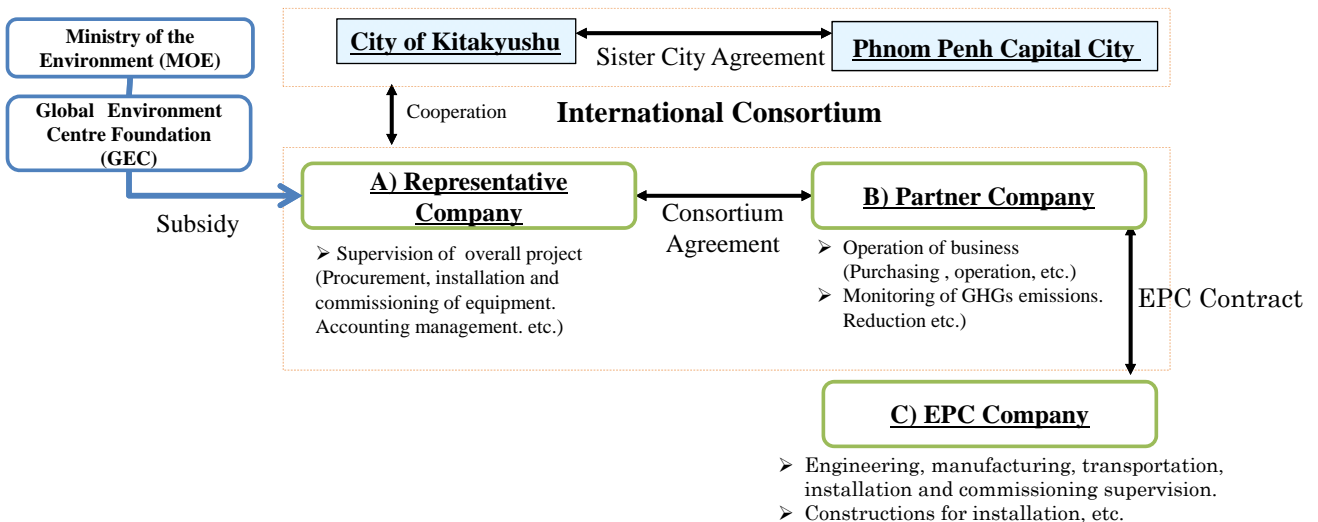 Ministry of the
Environment (MOE)
City of Kitakyushu
Sister City Agreement
Phnom Penh Capital City
Global Environment
Centre Foundation
(GEC)
Cooperation
International Consortium
Subsidy
A) Representative
Company
Consortium
Agreement
B) Partner Company
➢ Supervision of overall project
(Procurement, installation and
commissioning of equipment.
Accounting management. etc.)
➢ Operation of business
(Purchasing , operation, etc.)
➢ Monitoring of GHGs emissions.
Reduction etc.)
EPC Contract
C) EPC Company
➢ Engineering, manufacturing, transportation,
installation and commissioning supervision.
➢ Constructions for installation, etc.